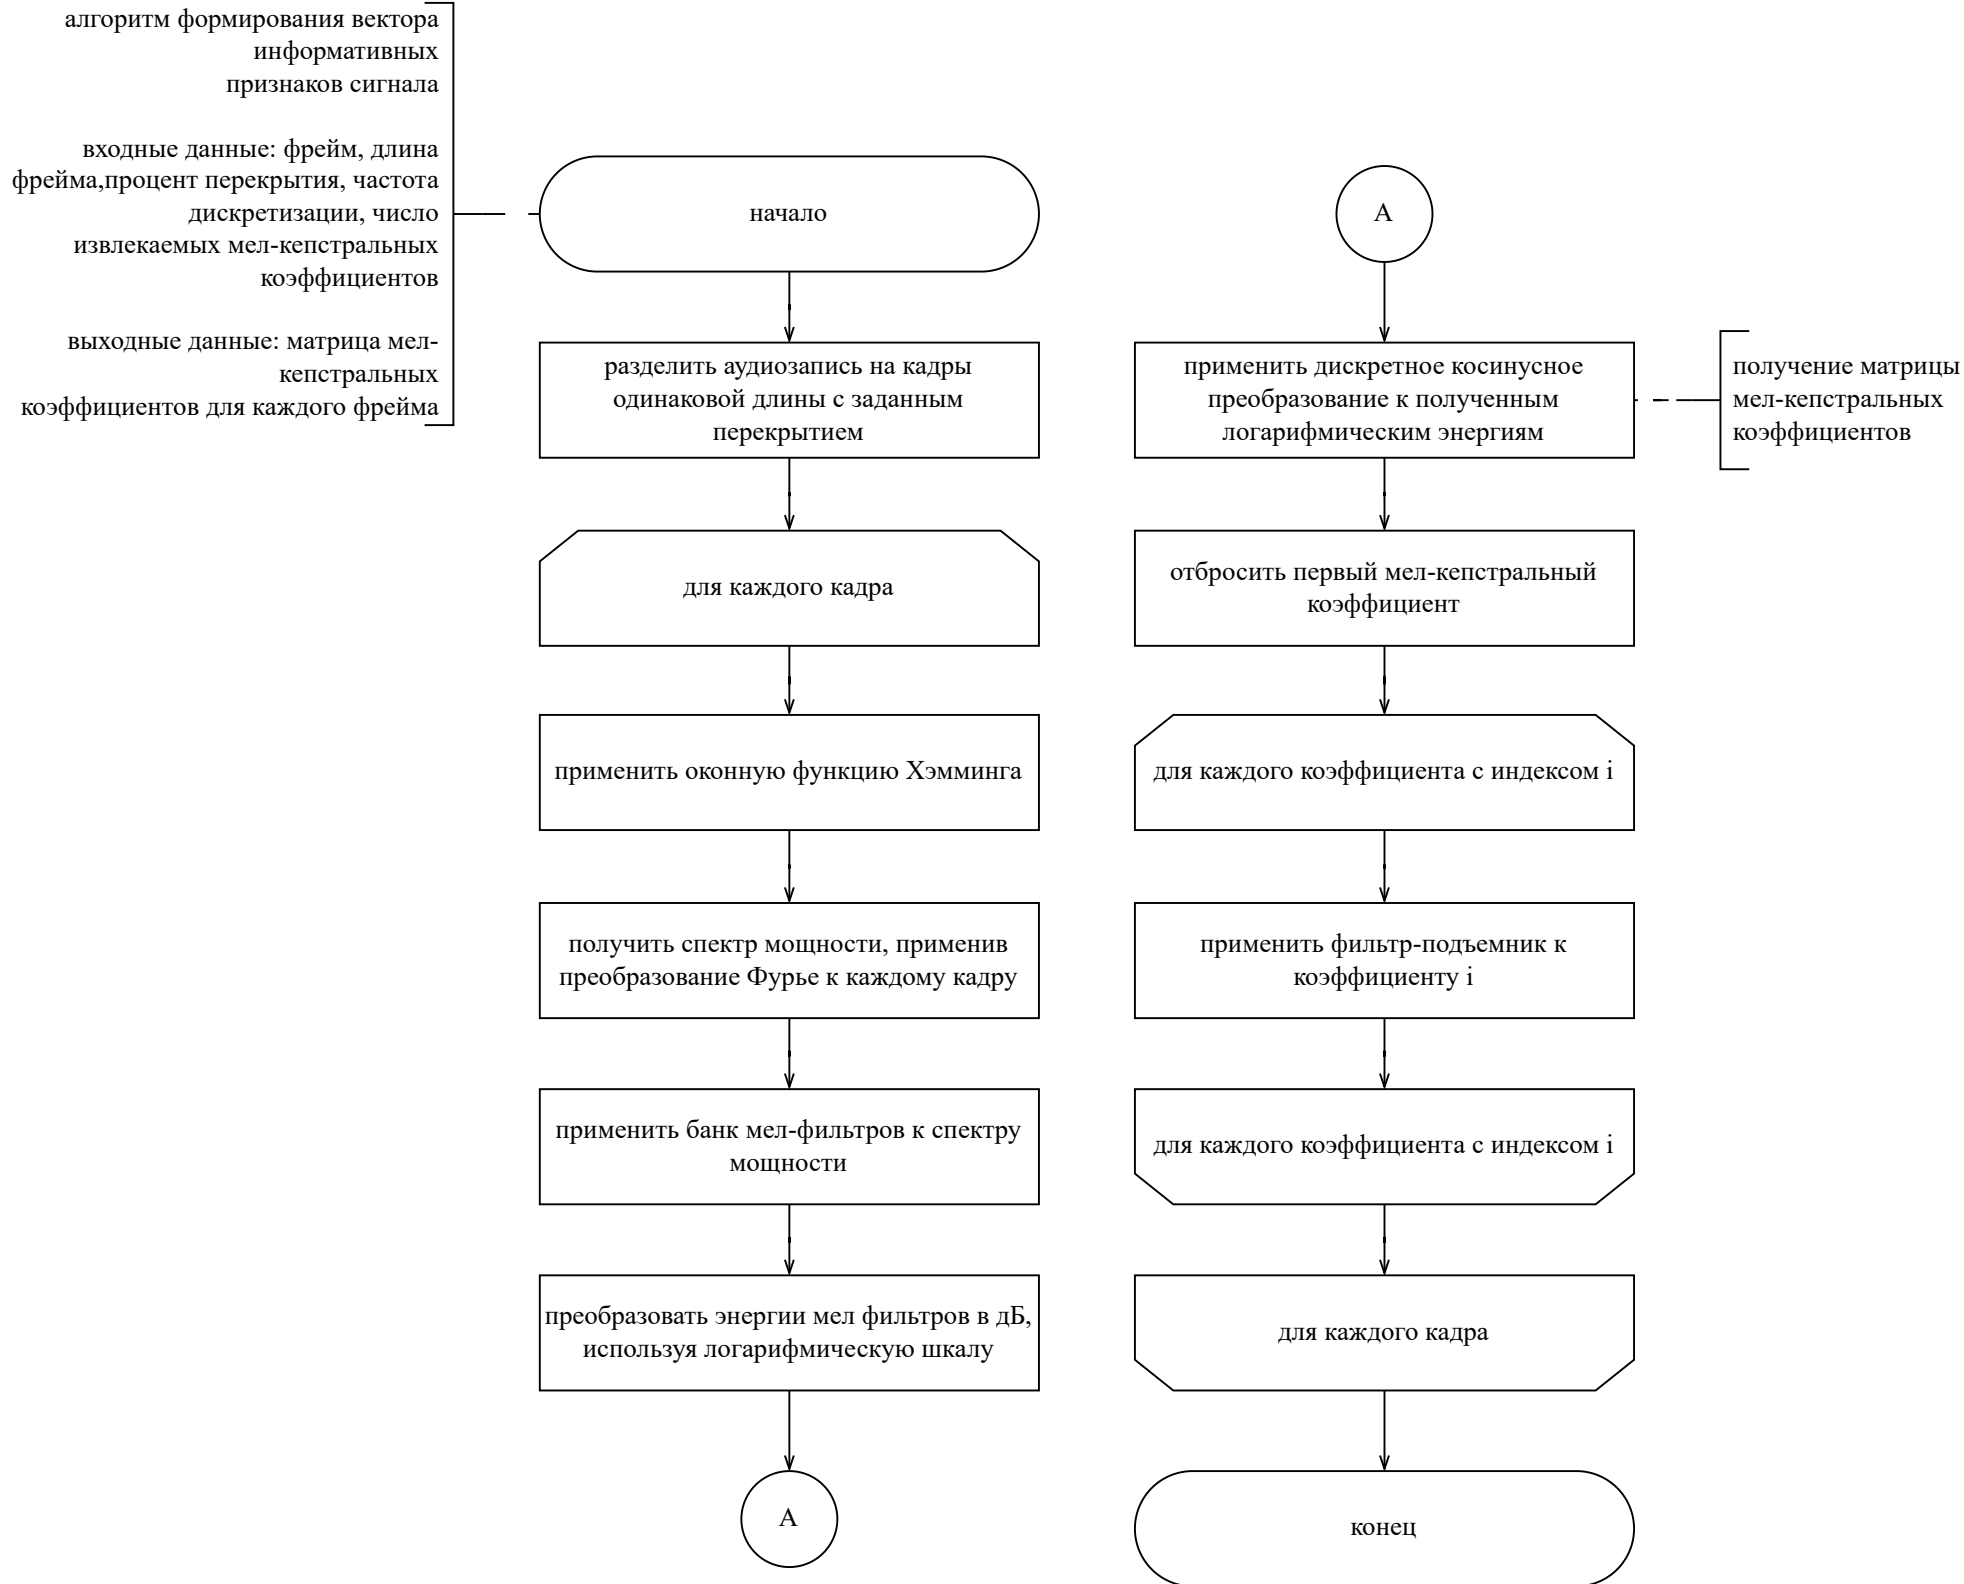 алгоритм формирования вектора
информативных
признаков сигнала
входные данные: фрейм, длина
фрейма,процент перекрытия, частота
дискретизации, число
извлекаемых мел-кепстральных
коэффициентов
выходные данные: матрица мел-
кепстральных
коэффициентов для каждого фрейма
начало
разделить аудиозапись на кадры
одинаковой длины с заданным
перекрытием
для каждого кадра
применить оконную функцию Хэмминга
получить спектр мощности, применив
преобразование Фурье к каждому кадру
применить банк мел-фильтров к спектру
мощности
преобразовать энергии мел фильтров в дБ,
используя логарифмическую шкалу
А
А
применить дискретное косинусное
преобразование к полученным
логарифмическим энергиям
получение матрицы
мел-кепстральных
коэффициентов
отбросить первый мел-кепстральный
коэффициент
для каждого коэффициента с индексом i
применить фильтр-подъемник к
коэффициенту i
для каждого коэффициента с индексом i
для каждого кадра
конец